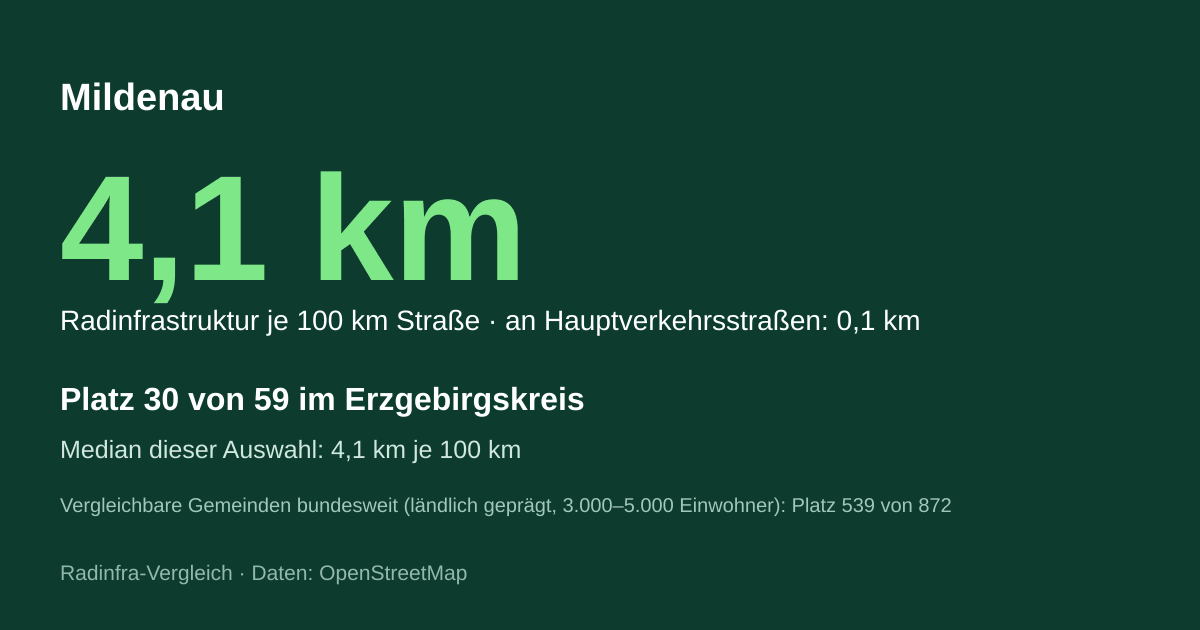 Mildenau
4,1 km
Radinfrastruktur je 100 km Straße · an Hauptverkehrsstraßen: 0,1 km
Platz 30 von 59 im Erzgebirgskreis
Median dieser Auswahl: 4,1 km je 100 km
Vergleichbare Gemeinden bundesweit (ländlich geprägt, 3.000–5.000 Einwohner): Platz 539 von 872
Radinfra-Vergleich · Daten: OpenStreetMap